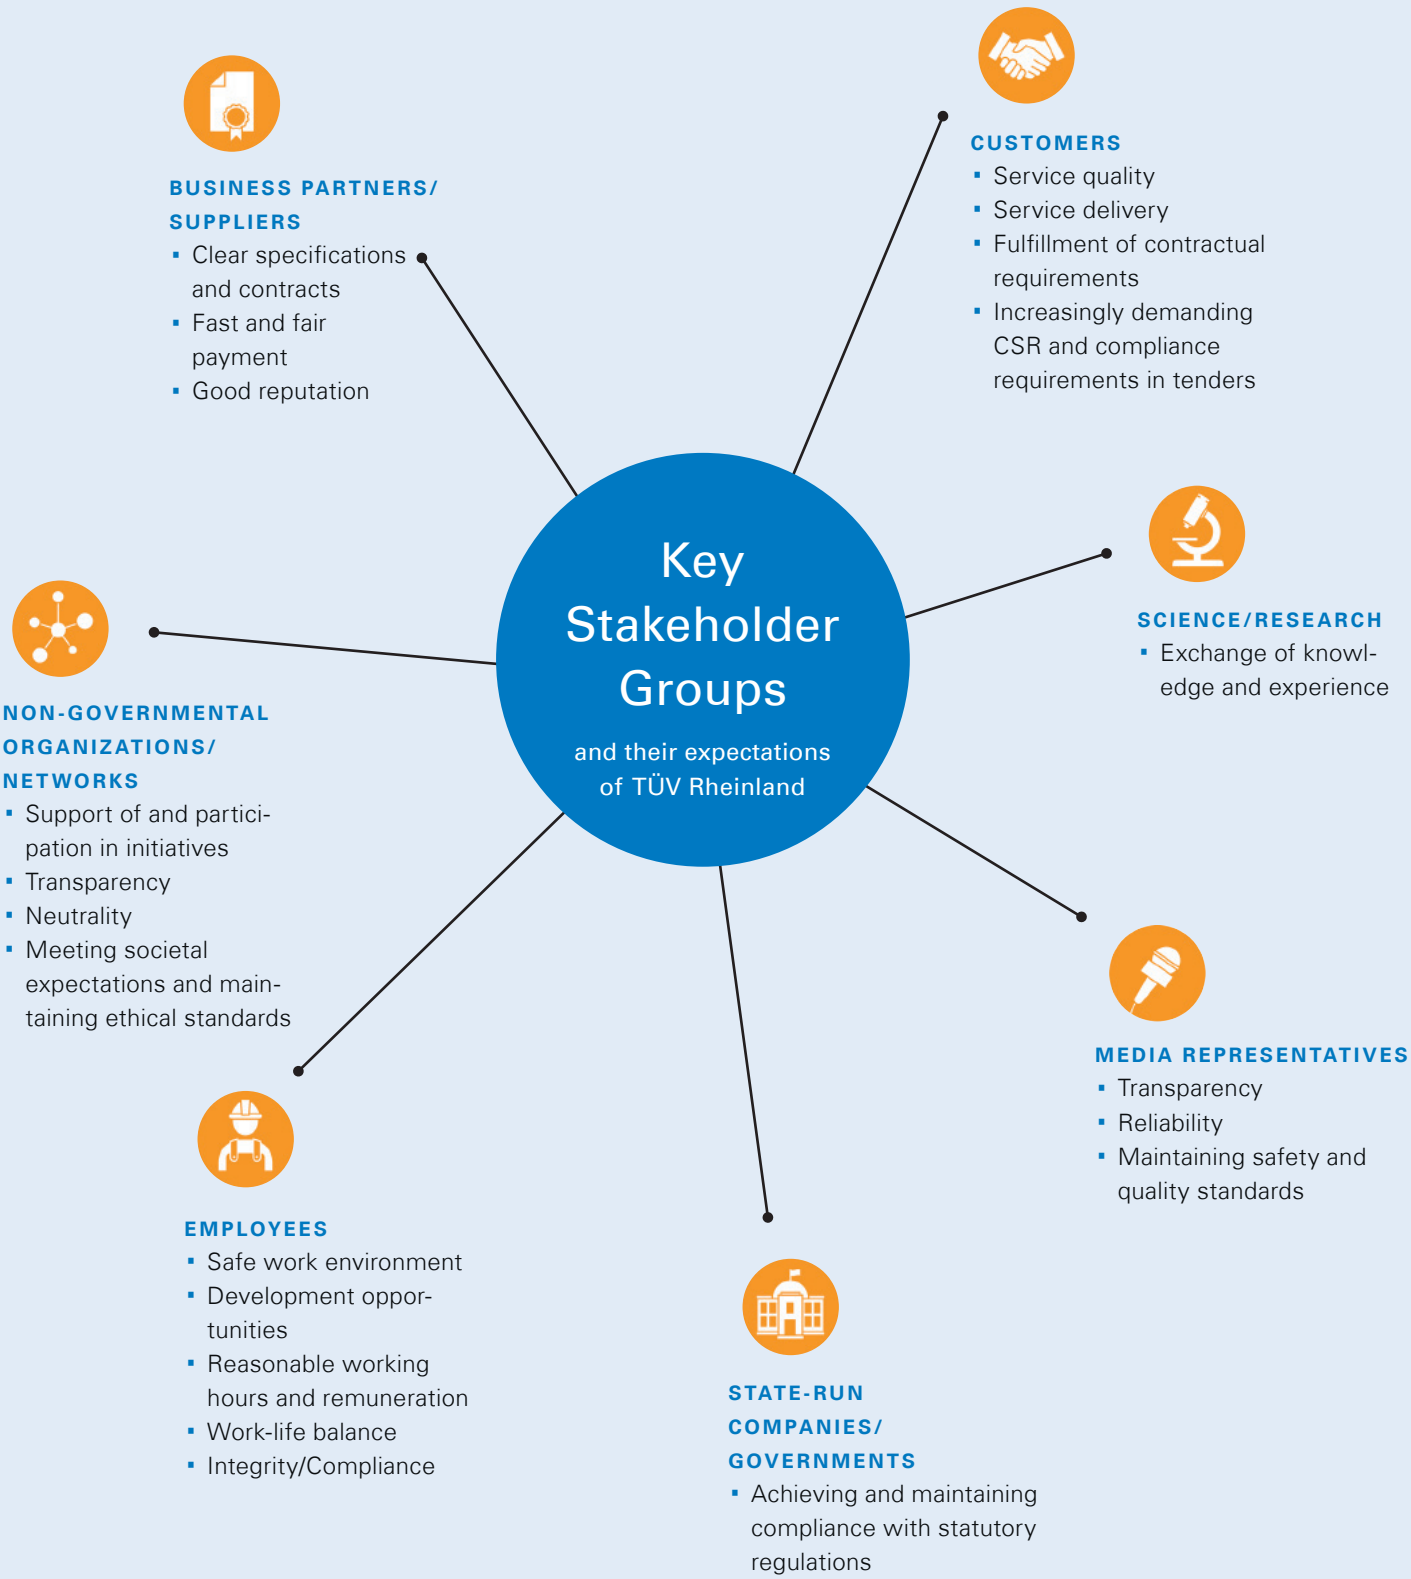 BUSINESS PARTNERS/
SUPPLIERS
▪ Clear specifications
and contracts
▪ Fast and fair
payment
▪ Good reputation
CUSTOMERS
▪ Service quality
▪ Service delivery
▪ Fulfillment of contractual
requirements
▪ Increasingly demanding
CSR and compliance
requirements in tenders
Key
Stakeholder
Groups
and their expectations
of TÜV Rheinland
SCIENCE/RESEARCH
▪ Exchange of knowl-
edge and experience
NON-GOVERNMENTAL
ORGANIZATIONS/
NETWORKS
▪ Support of and partici-
pation in initiatives
▪ Transparency
▪ Neutrality
▪ Meeting societal
expectations and main-
taining ethical standards
MEDIA REPRESENTATIVES
▪ Transparency
▪ Reliability
▪ Maintaining safety and
quality standards
EMPLOYEES
▪ Safe work environment
▪ Development oppor-
tunities
▪ Reasonable working
hours and remuneration
▪ Work-life balance
▪ Integrity/Compliance
STATE-RUN
COMPANIES/
GOVERNMENTS
▪ Achieving and maintaining
compliance with statutory
regulations